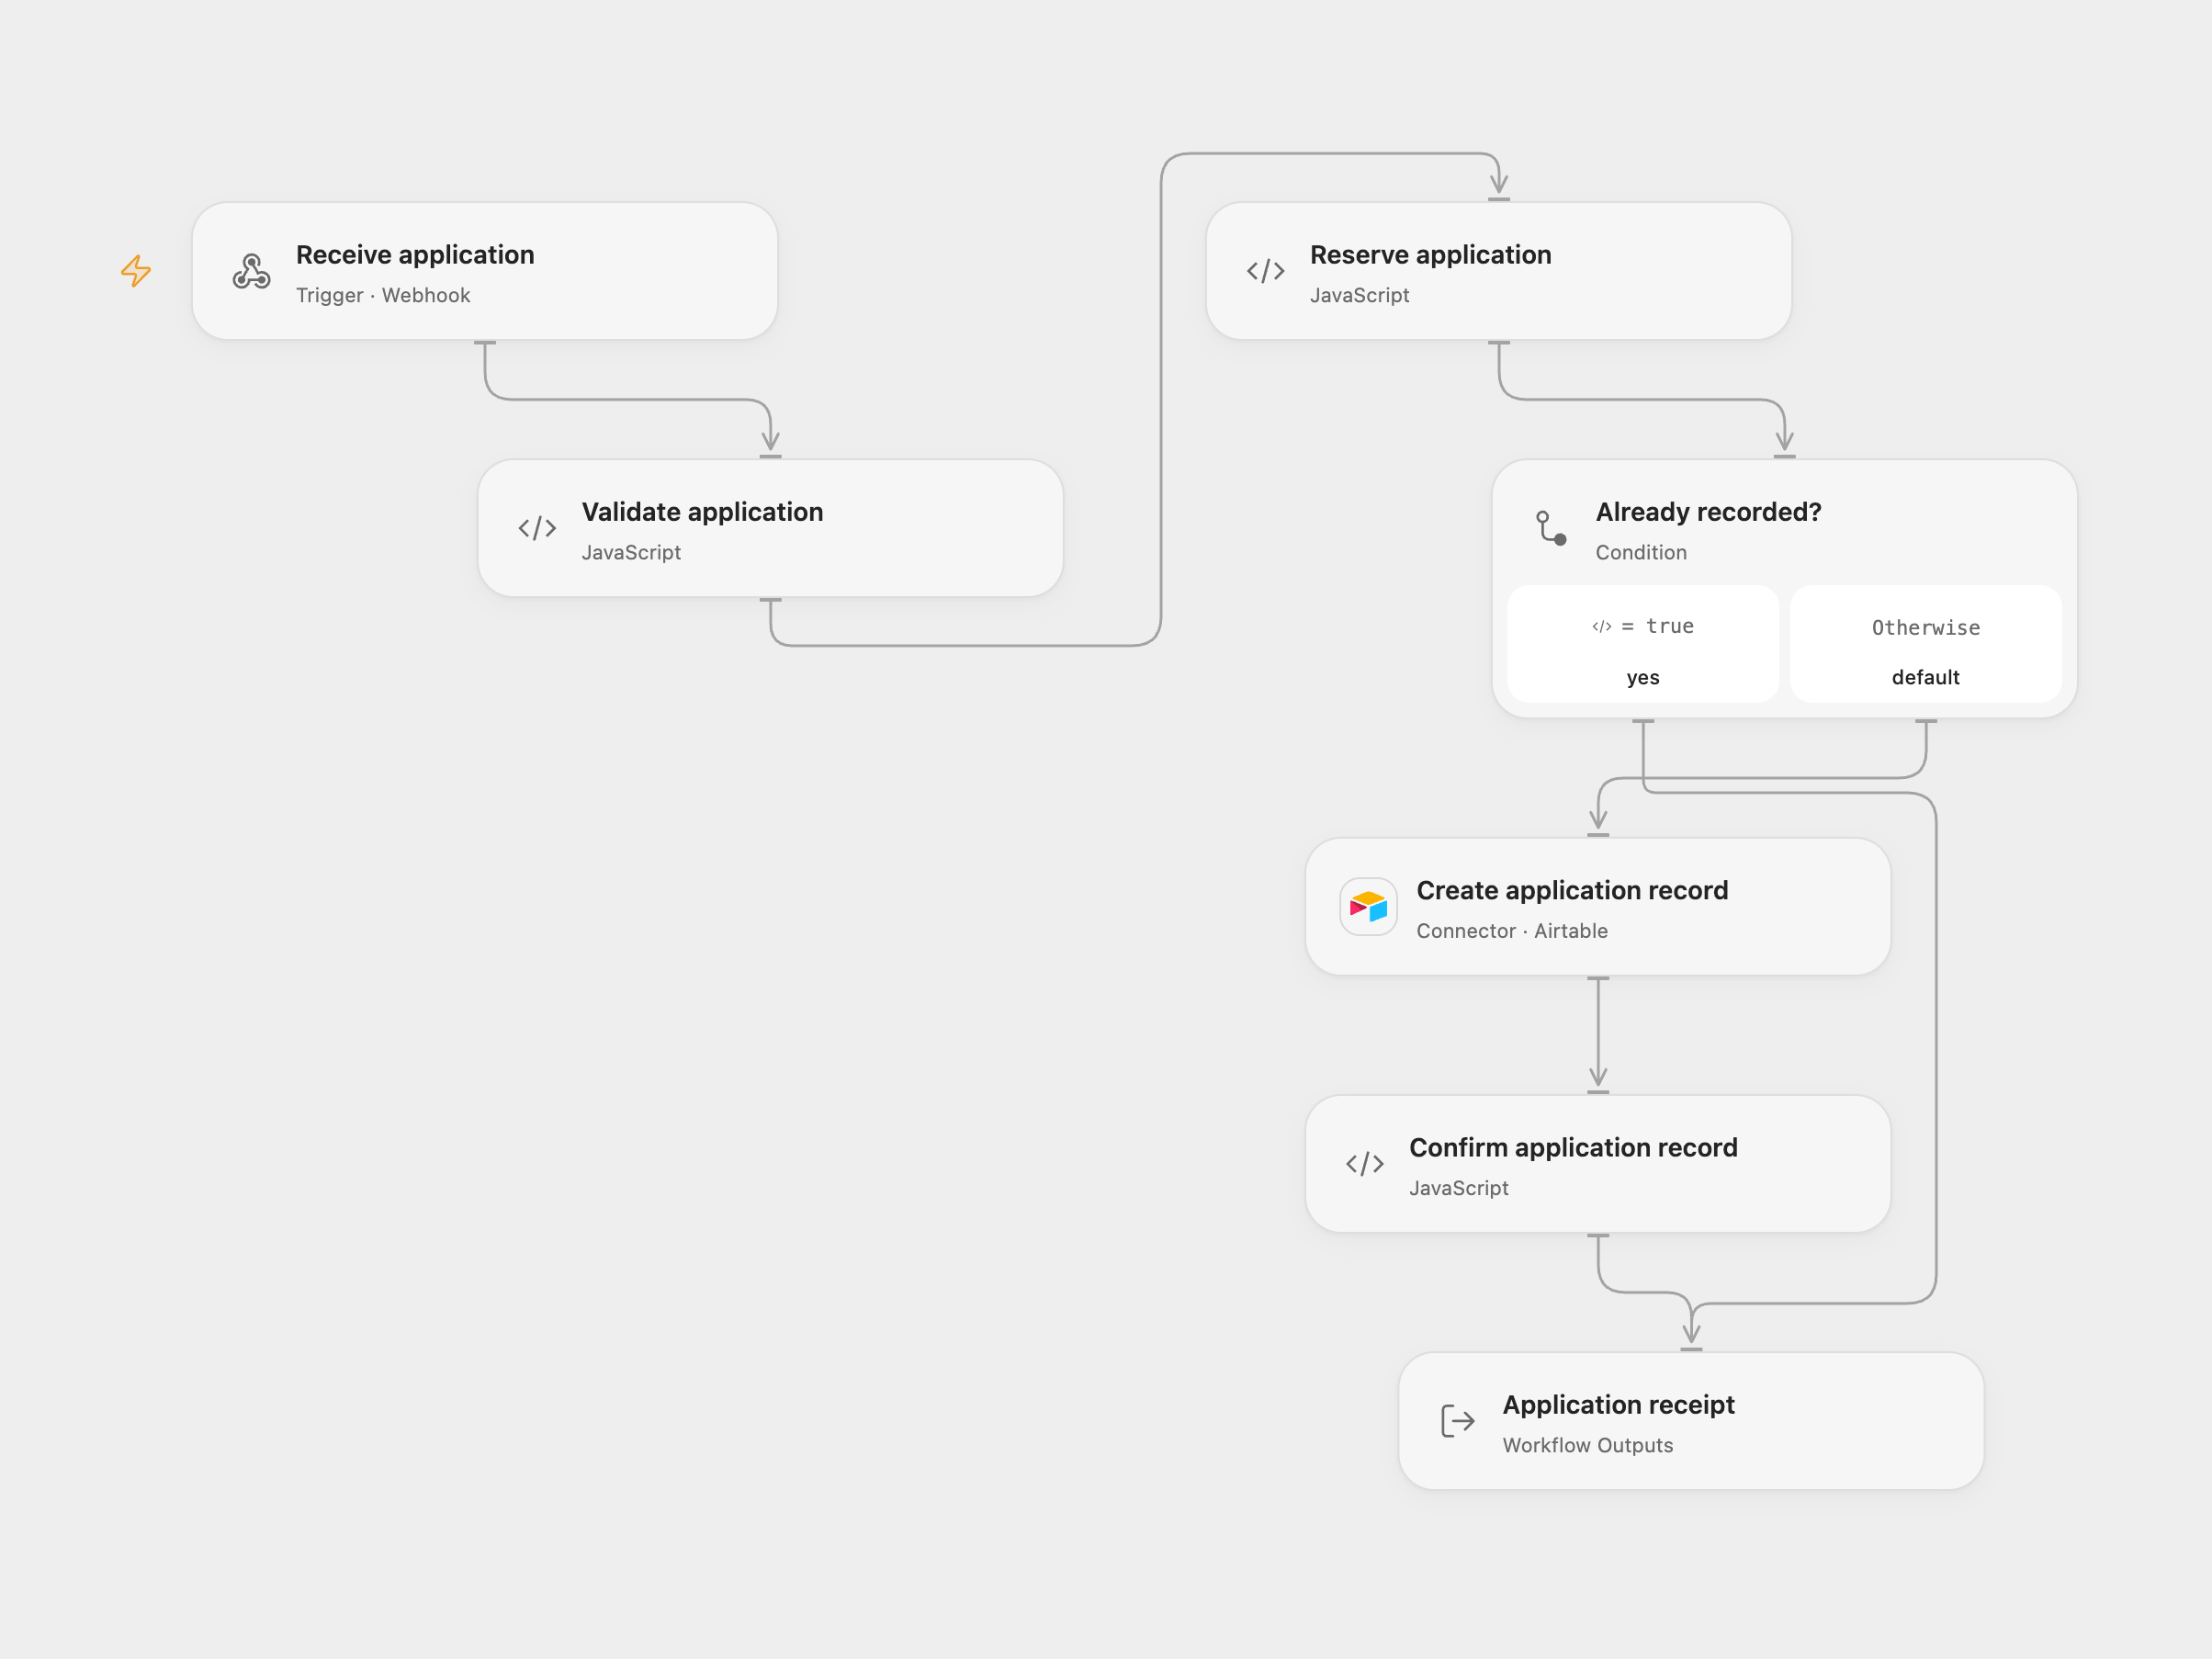 Receive application
Trigger · Webhook
Validate application
JavaScript
Reserve application
JavaScript
Already recorded?
Condition
</> = true
yes
Otherwise
default
Create application record
Connector · Airtable
Confirm application record
JavaScript
Application receipt
Workflow Outputs